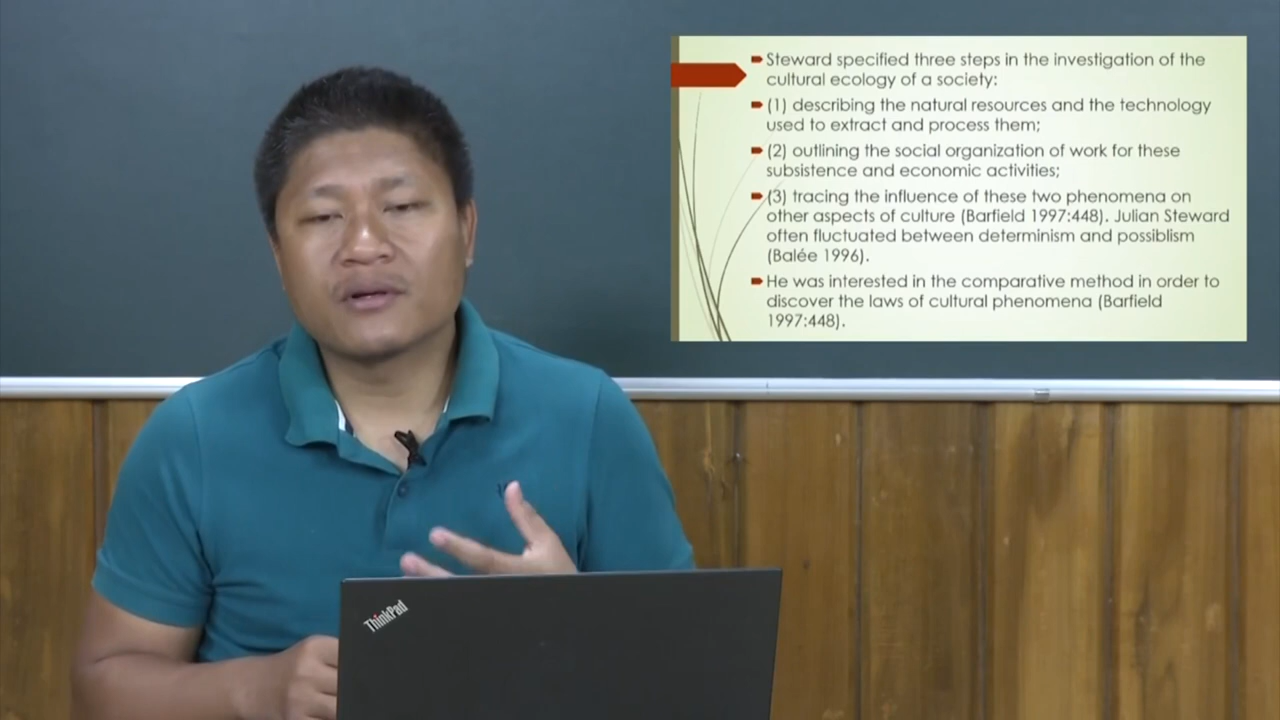 Steward specified three steps in the investigation of the
cultural ecology of a society:
(1) describing the natural resources and the technology
used to extract and process them;
(2) outlining the social organization of work for these
subsistence and economic activities;
(3) tracing the influence of these two phenomena on
other aspects of culture (Barfield 1997:448). Julian Steward
often fluctuated between determinism and possiblism
(Balée 1996).
He was interested in the comparative method in order to
discover the laws of cultural phenomena (Barfield
1997:448).
ThinkPad